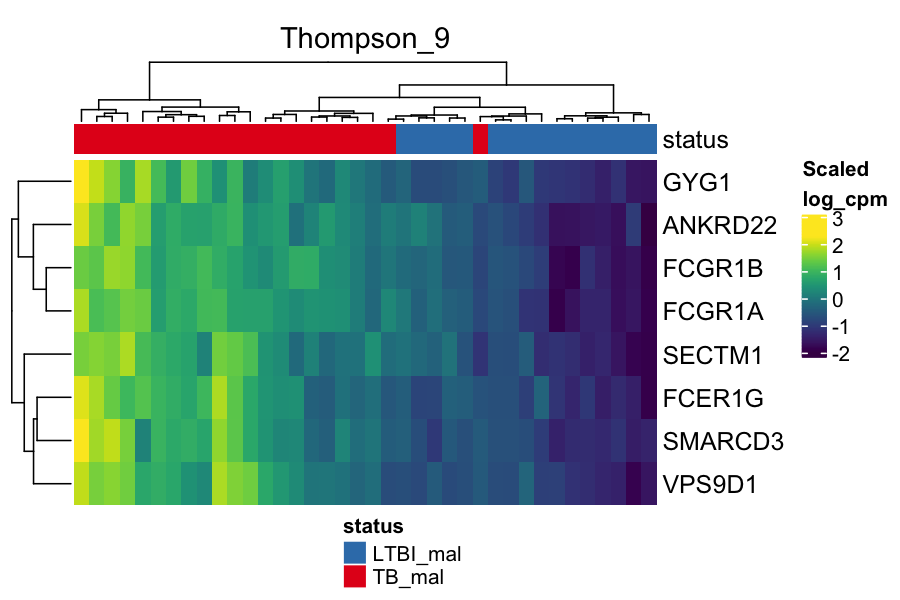 Thompson_9
status
GYG1
ANKRD22
FCGR1B
FCGR1A
SECTM1
FCER1G
SMARCD3
VPS9D1
Scaled
log_cpm
3
2
1
0
-1
-2
status
LTBI_mal
TB_mal